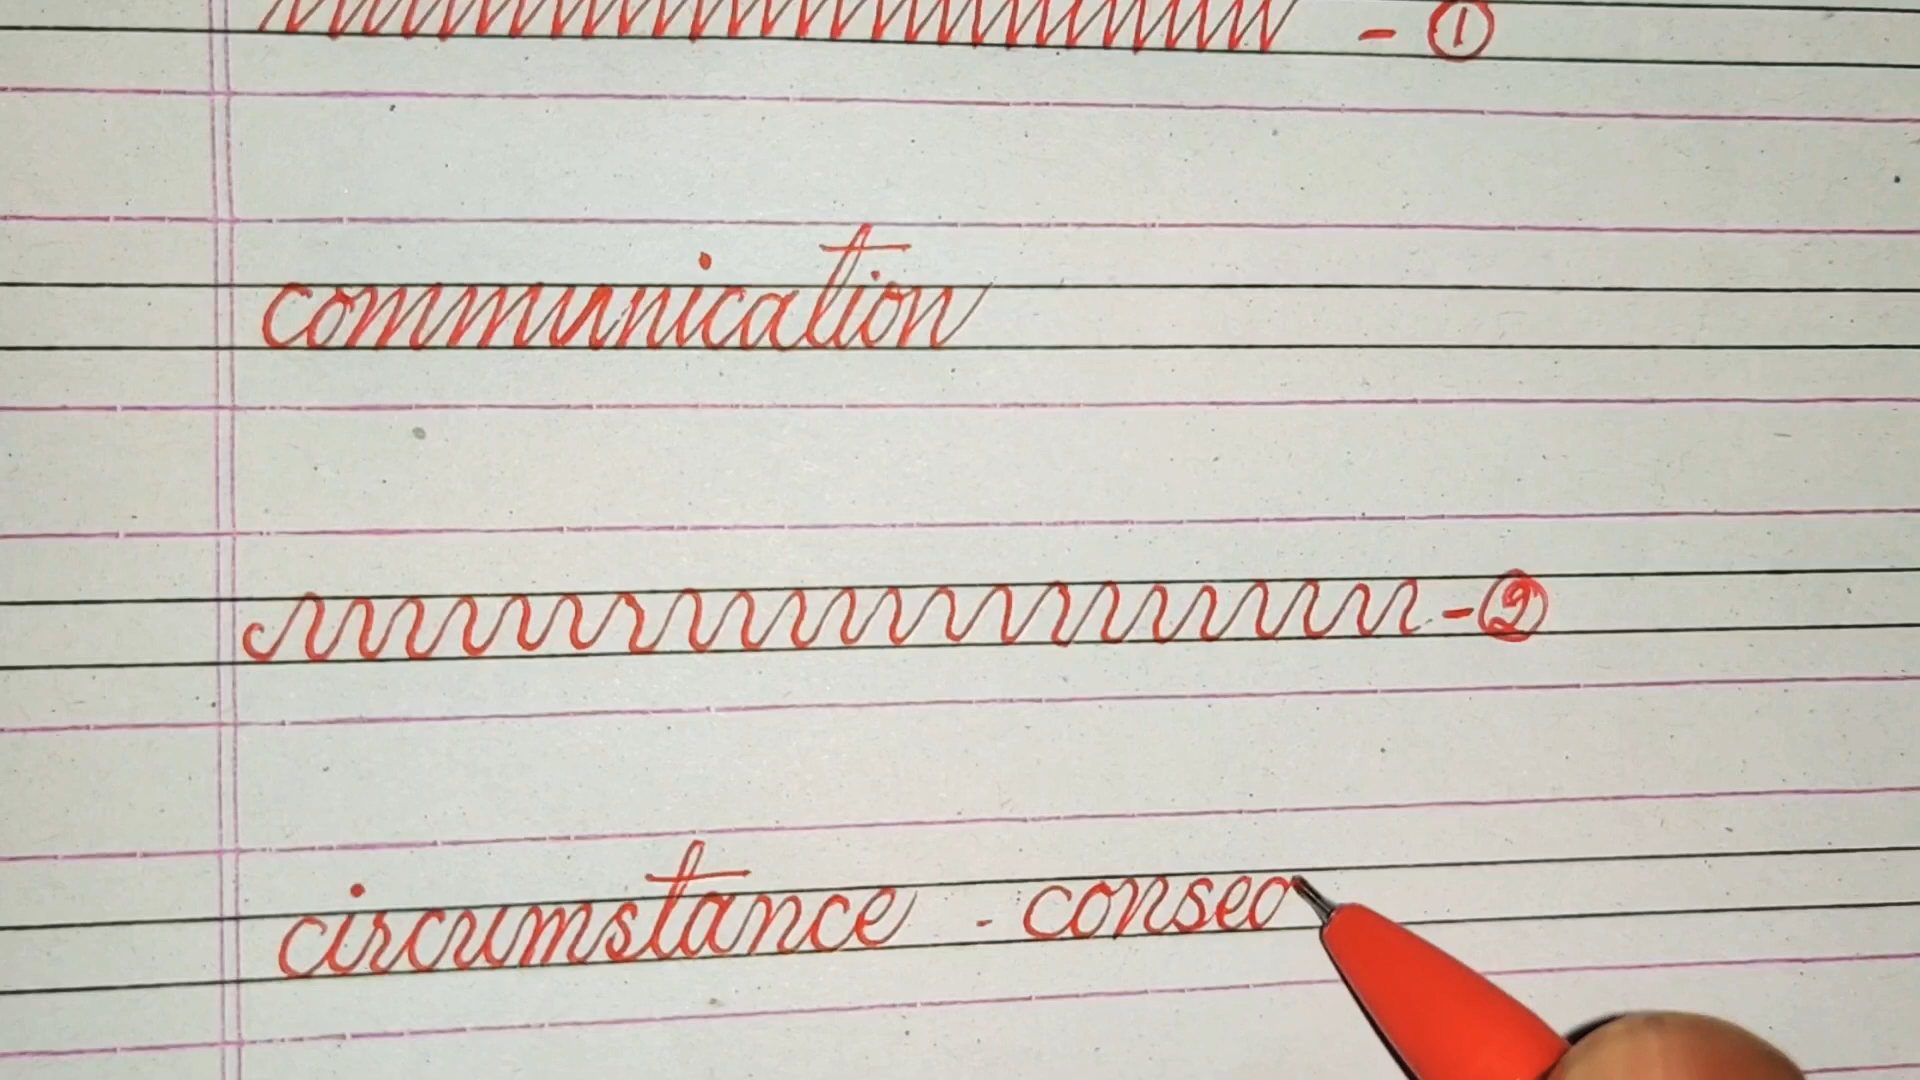 - 1
communication
- 2
circumstance - conseq